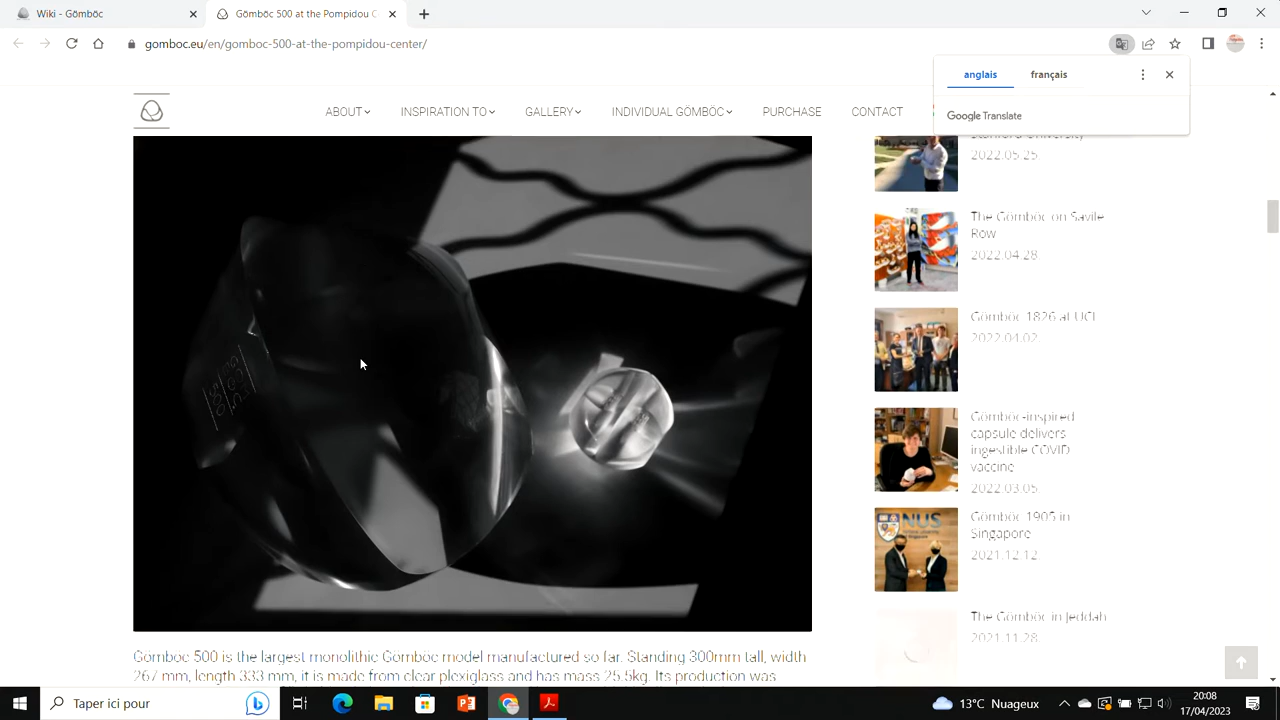 Wiki - Gömböc
Gömböc 500 at the Pompidou C
gomboc.eu/en/gomboc-500-at-the-pompidou-center/
anglais
français
Google Translate
ABOUT
INSPIRATION TO
GALLERY
INDIVIDUAL GÖMBÖC
PURCHASE
CONTACT
Stanford University
2022.05.25.
The Gömböc on Savile
Row
2022.04.28.
Gömböc 1826 at UCL
2022.04.02.
Gömböc-inspired
capsule delivers
ingestible COVID
vaccine
2022.03.05.
NUS
Gömböc 1905 in
Singapore
2021.12.12.
The Gömböc in Jeddah
2021.11.28.
Gömböc 500 is the largest monolithic Gömböc model manufactured so far. Standing 300mm tall, width
267 mm, length 333 mm, it is made from clear plexiglass and has mass 25.5kg. Its production was
Taper ici pour
13°C Nuageux
20:08
17/04/2023